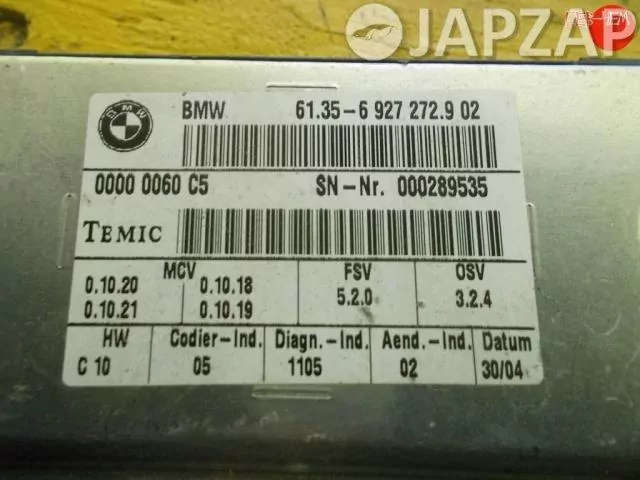 JAPZAP
BMW
BMW 61.35-6 927 272.9 02
0000 0060 C5 SN-Nr. 000289535
TEMIC
MCV FSV OSV
0.10.20 0.10.18 5.2.0 3.2.4
0.10.21 0.10.19
HW Codier-Ind. Diagn.-Ind. Aend.-Ind. Datum
C 10 05 1105 02 30/04